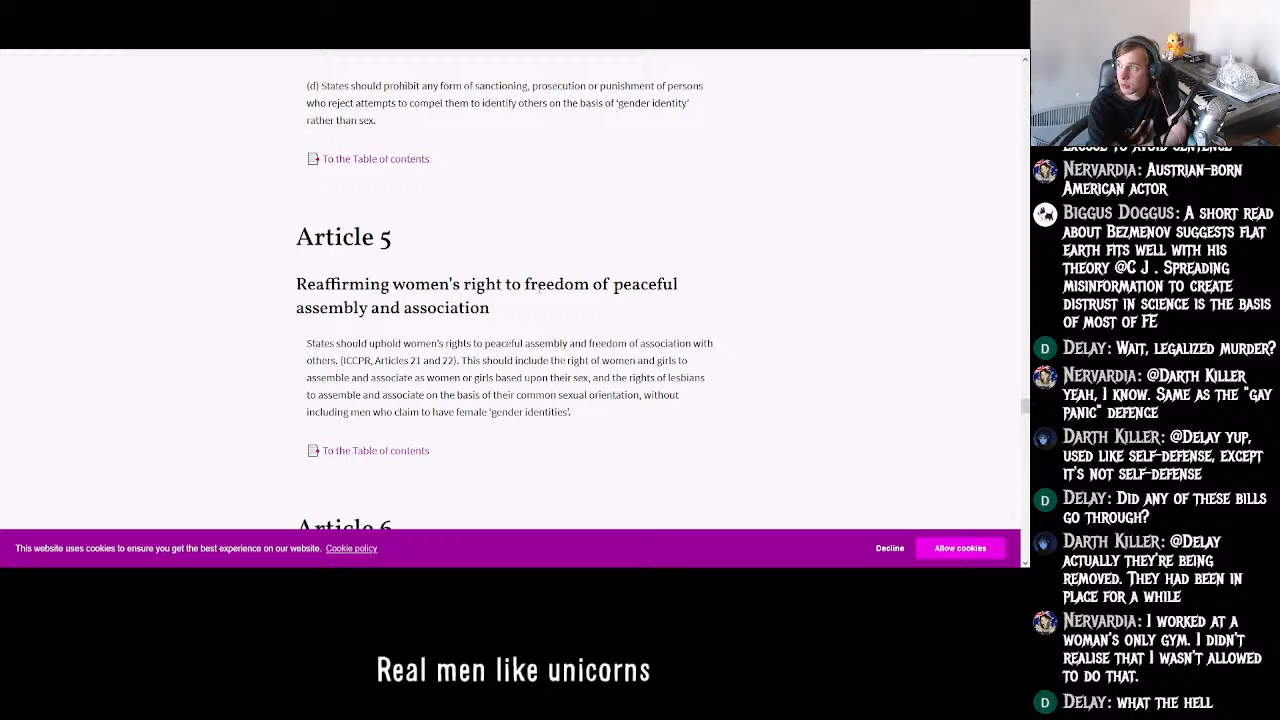 (d) States should prohibit any form of sanctioning, prosecution or punishment of persons
who reject attempts to compel them to identify others on the basis of 'gender identity'
rather than sex.
To the Table of contents
Article 5
Reaffirming women's right to freedom of peaceful
assembly and association
States should uphold women's rights to peaceful assembly and freedom of association with
others. (ICCPR, Articles 21 and 22). This should include the right of women and girls to
assemble and associate as women or girls based upon their sex, and the rights of lesbians
to assemble and associate on the basis of their common sexual orientation, without
including men who claim to have female 'gender identities'.
To the Table of contents
Article 6
This website uses cookies to ensure you get the best experience on our website. Cookie policy
Decline
Allow cookies
Real men like unicorns
EXCUSE TO AVOID SENTENCE
NERVARDIA: AUSTRIAN-BORN
AMERICAN ACTOR
BIGGUS DOGGUS: A SHORT READ
ABOUT BEZMENOV SUGGESTS FLAT
EARTH FITS WELL WITH HIS
THEORY @C J . SPREADING
MISINFORMATION TO CREATE
DISTRUST IN SCIENCE IS THE BASIS
OF MOST OF FE
D
DELAY: WAIT, LEGALIZED MURDER?
NERVARDIA: @DARTH KILLER
YEAH, I KNOW. SAME AS THE "GAY
PANIC" DEFENCE
DARTH KILLER: @DELAY YUP,
USED LIKE SELF-DEFENSE, EXCEPT
IT'S NOT SELF-DEFENSE
D
DELAY: DID ANY OF THESE BILLS
GO THROUGH?
DARTH KILLER: @DELAY
ACTUALLY THEY'RE BEING
REMOVED. THEY HAD BEEN IN
PLACE FOR A WHILE
NERVARDIA: I WORKED AT A
WOMAN'S ONLY GYM. I DIDN'T
REALISE THAT I WASN'T ALLOWED
TO DO THAT.
D
DELAY: WHAT THE HELL